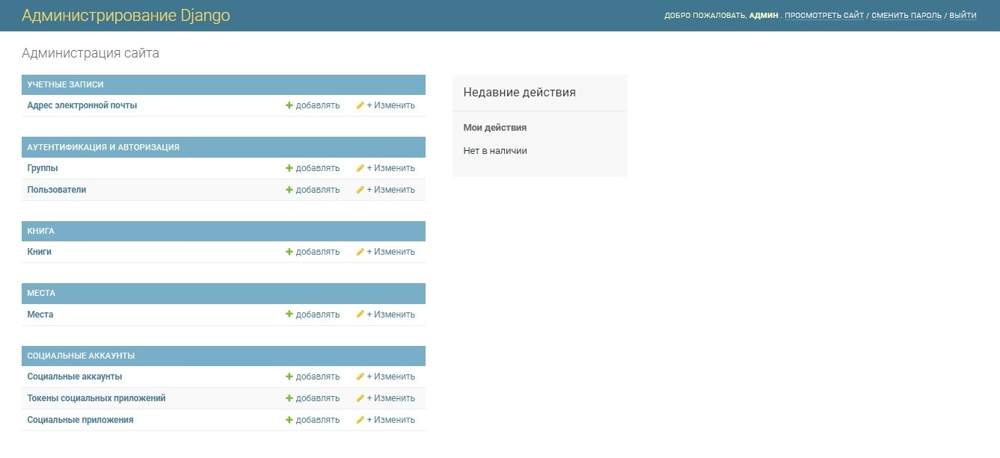 Администрирование Django
ДОБРО ПОЖАЛОВАТЬ, АДМИН . ПРОСМОТРЕТЬ САЙТ / СМЕНИТЬ ПАРОЛЬ / ВЫЙТИ
Администрация сайта
УЧЕТНЫЕ ЗАПИСИ
Адрес электронной почты добавлять + Изменить
АУТЕНТИФИКАЦИЯ И АВТОРИЗАЦИЯ
Группы добавлять + Изменить
Пользователи добавлять + Изменить
КНИГА
Книги добавлять + Изменить
МЕСТА
Места добавлять + Изменить
СОЦИАЛЬНЫЕ АККАУНТЫ
Социальные аккаунты добавлять + Изменить
Токены социальных приложений добавлять + Изменить
Социальные приложения добавлять + Изменить
Недавние действия
Мои действия
Нет в наличии